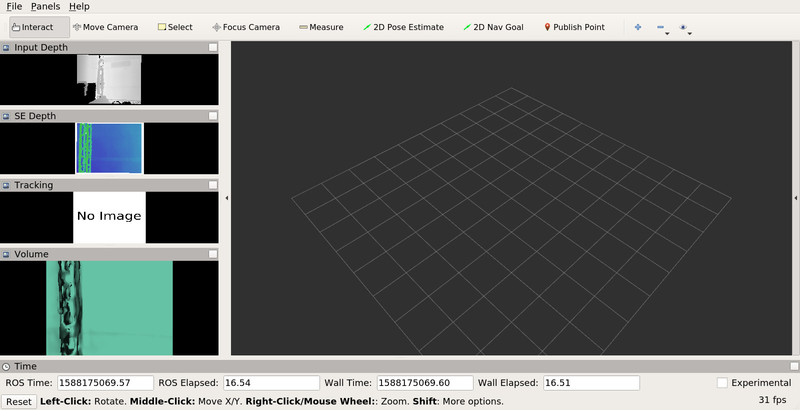 File Panels Help
Interact Move Camera Select Focus Camera Measure 2D Pose Estimate 2D Nav Goal Publish Point
Input Depth
SE Depth
Tracking
No Image
Volume
Time
ROS Time: 1588175069.57 ROS Elapsed: 16.54 Wall Time: 1588175069.60 Wall Elapsed: 16.51 Experimental
Reset Left-Click: Rotate. Middle-Click: Move X/Y. Right-Click/Mouse Wheel:: Zoom. Shift: More options. 31 fps